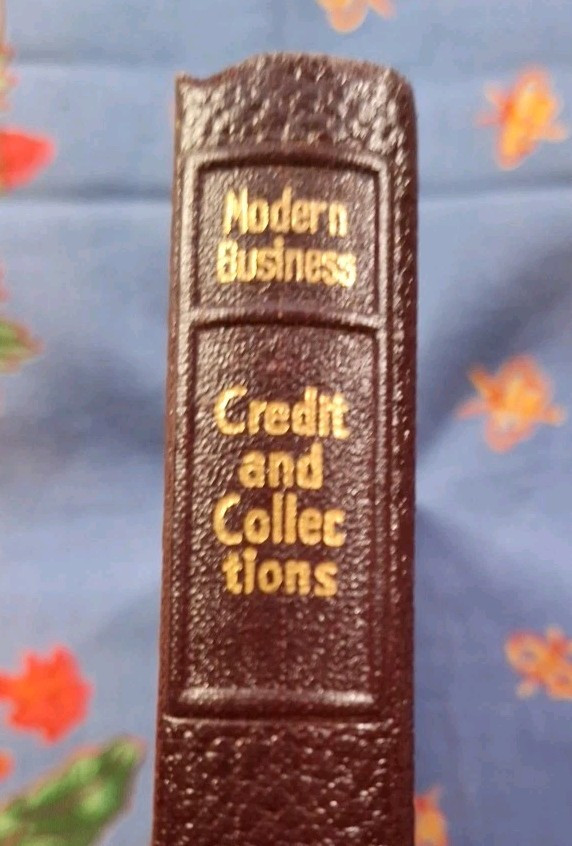 Modern
Business
Credit
and
Collec
tions